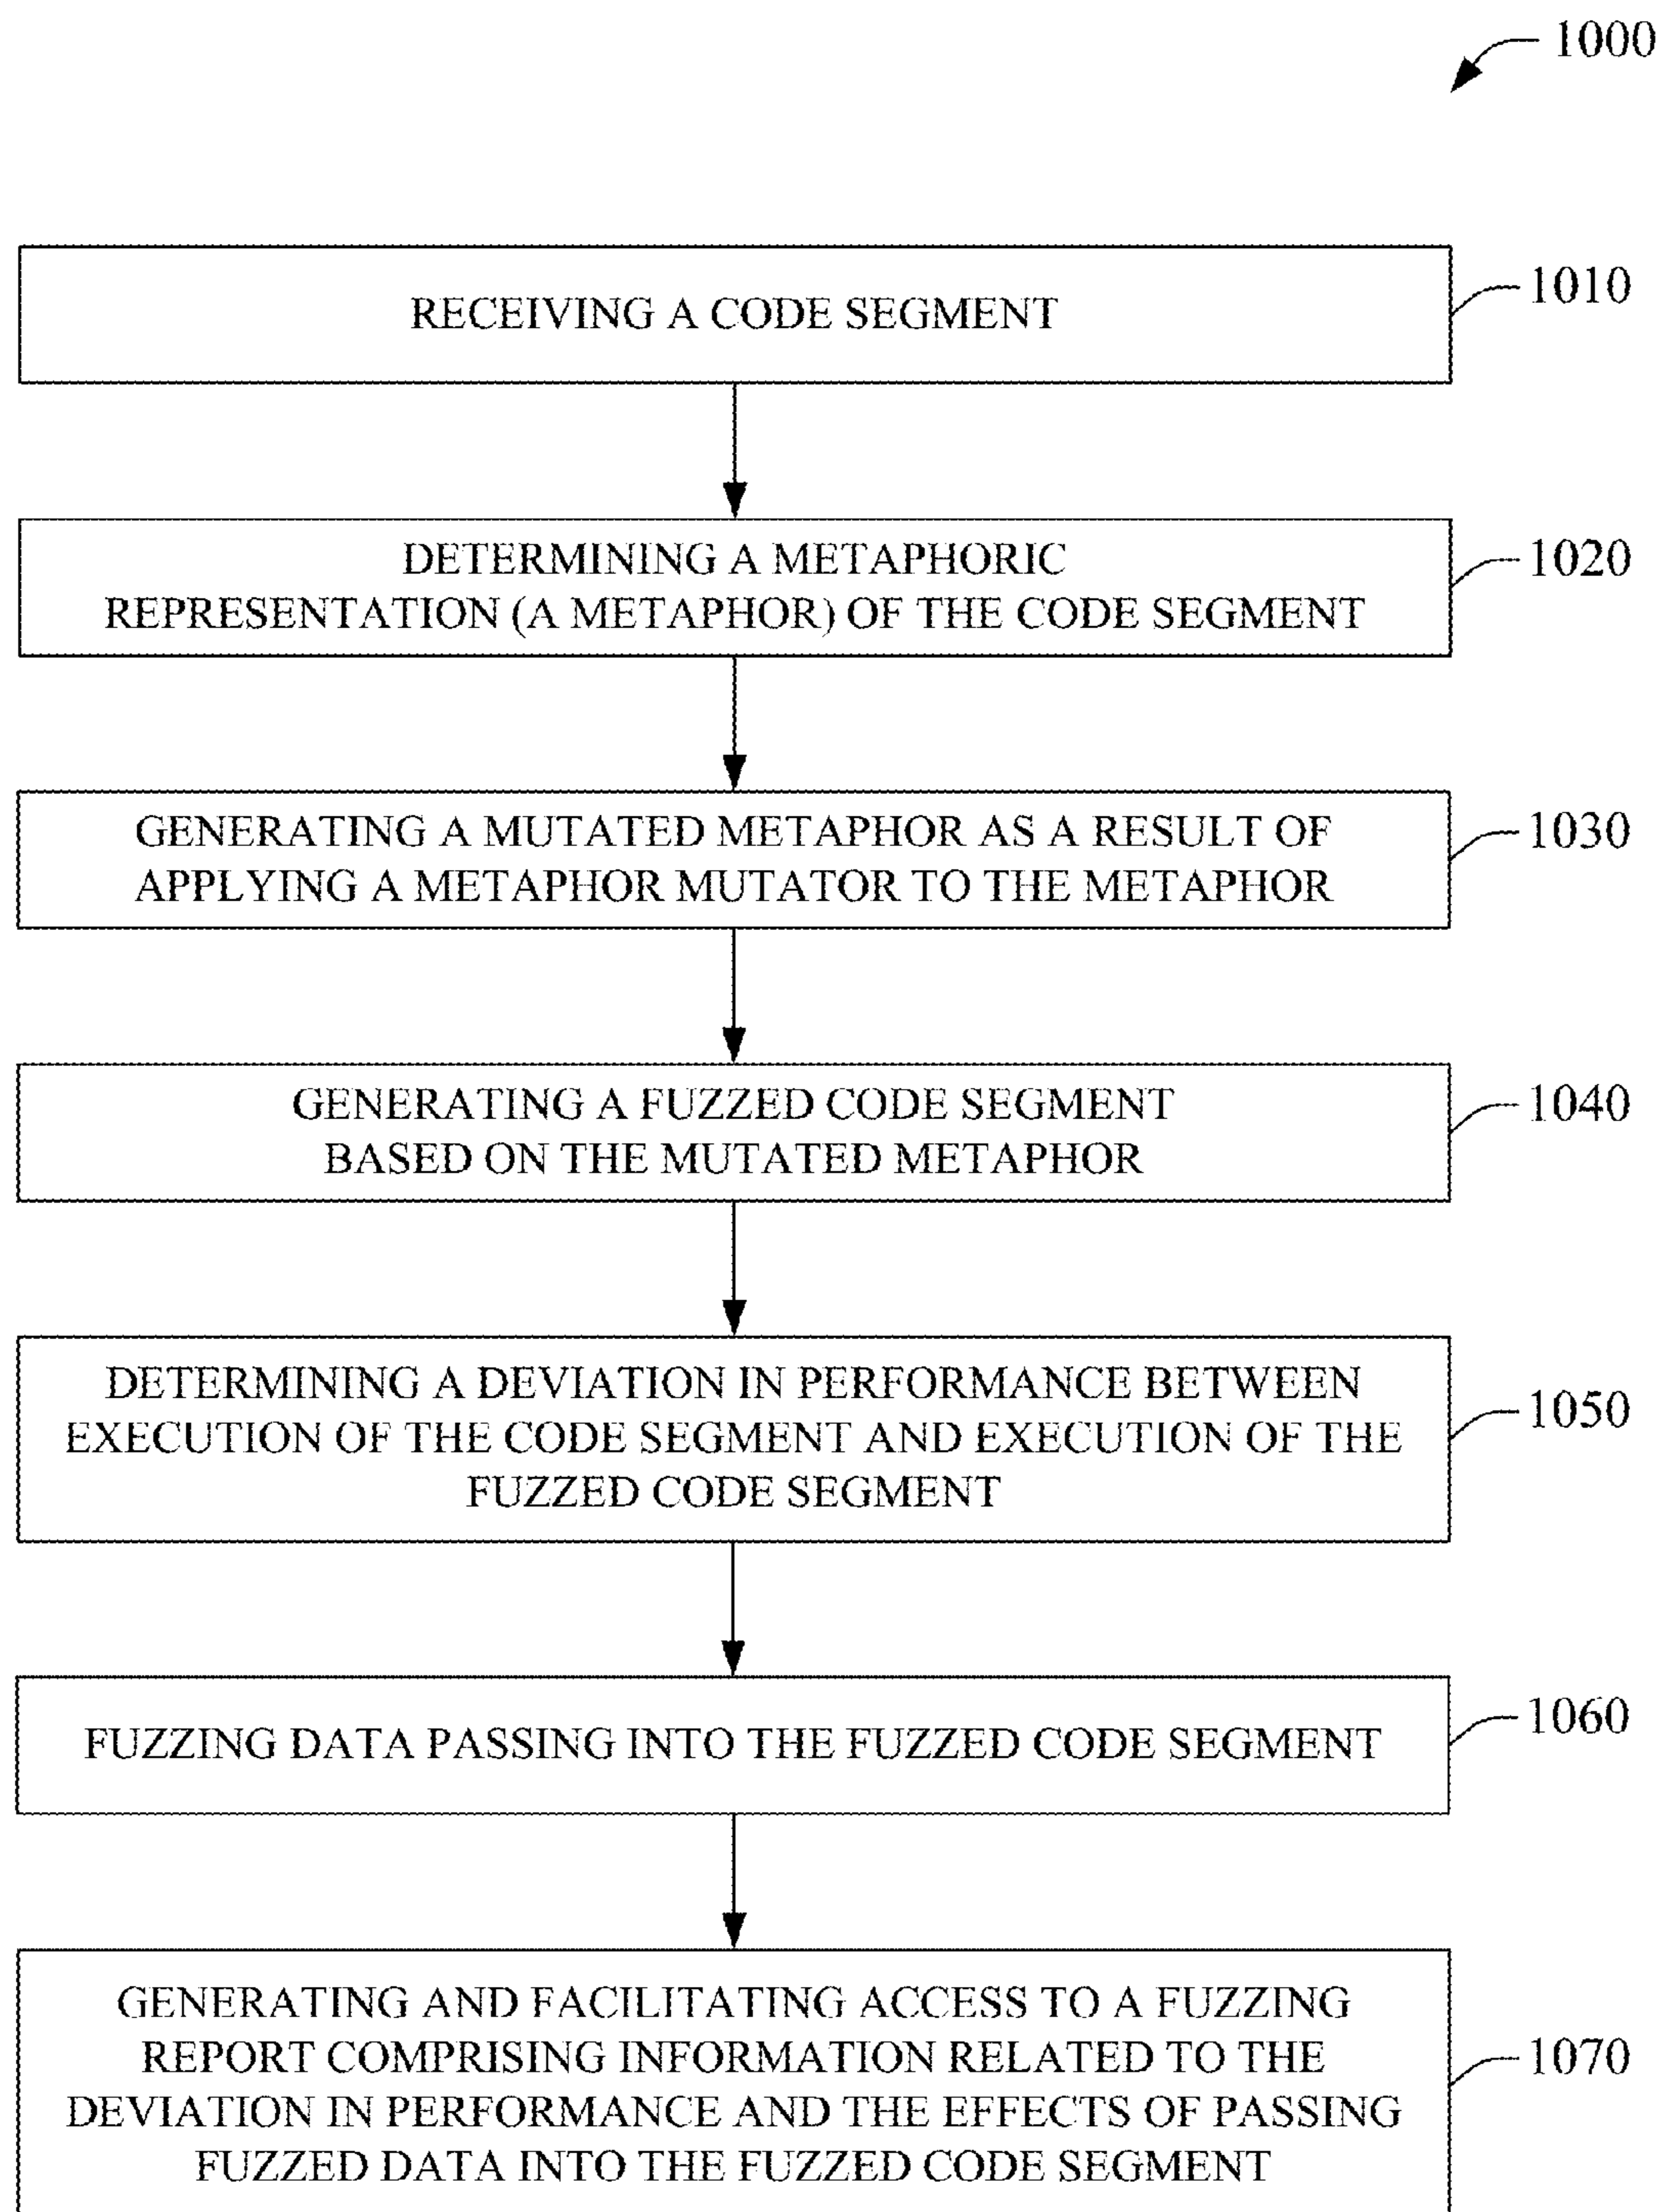 1000
RECEIVING A CODE SEGMENT
1010
DETERMINING A METAPHORIC
REPRESENTATION (A METAPHOR) OF THE CODE SEGMENT
1020
GENERATING A MUTATED METAPHOR AS A RESULT OF
APPLYING A METAPHOR MUTATOR TO THE METAPHOR
1030
GENERATING A FUZZED CODE SEGMENT
BASED ON THE MUTATED METAPHOR
1040
DETERMINING A DEVIATION IN PERFORMANCE BETWEEN
EXECUTION OF THE CODE SEGMENT AND EXECUTION OF THE
FUZZED CODE SEGMENT
1050
FUZZING DATA PASSING INTO THE FUZZED CODE SEGMENT
1060
GENERATING AND FACILITATING ACCESS TO A FUZZING
REPORT COMPRISING INFORMATION RELATED TO THE
DEVIATION IN PERFORMANCE AND THE EFFECTS OF PASSING
FUZZED DATA INTO THE FUZZED CODE SEGMENT
1070